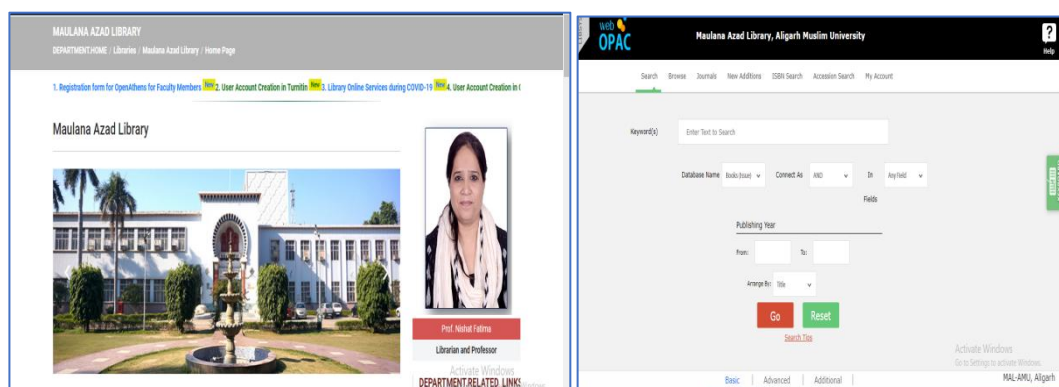 MAULANA AZAD LIBRARY
DEPARTMENT.HOME / Libraries / Maulana Azad Library / Home Page
1. Registration form for OpenAthens for Faculty Members New 2. User Account Creation in Turnitin New 3. Library Online Services during COVID-19 New 4. User Account Creation in
Maulana Azad Library
Prof. Nishat Fatima
Librarian and Professor
Activate Windows
DEPARTMENT.RELATED_LINKS
web
OPAC
Maulana Azad Library, Aligarh Muslim University
?
Help
Search Browse Journals New Additions ISBN Search Accession Search My Account
Keyword(s) Enter Text to Search
Database Name Books(Issue) Connect As AND In Any Field
Fields
Publishing Year
From: To:
Arrange By: Title
Go Reset
Search Tips
Activate Windows
Go to Settings to activate Windows.
Basic Advanced Additional
MAL-AMU, Aligarh